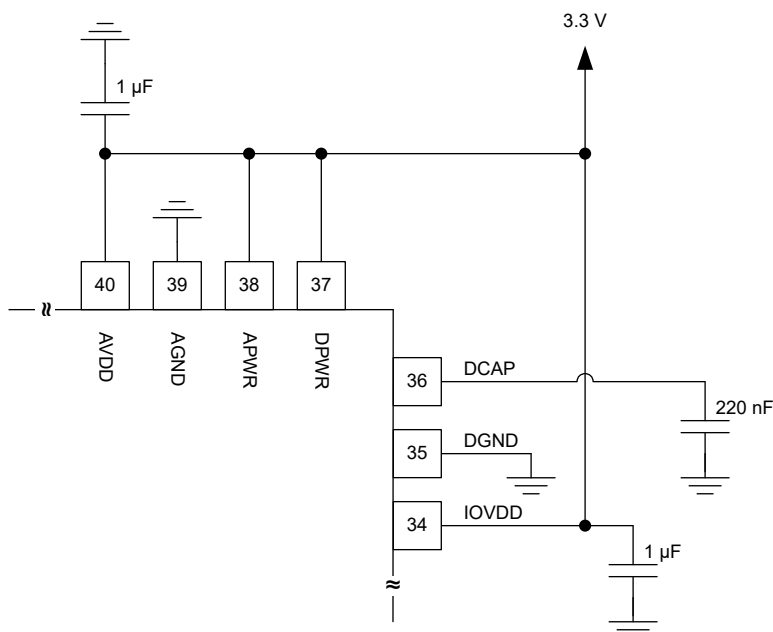 3.3 V
1 µF
40
39
38
37
AVDD
AGND
APWR
DPWR
36
DCAP
220 nF
35
DGND
34
IOVDD
1 µF